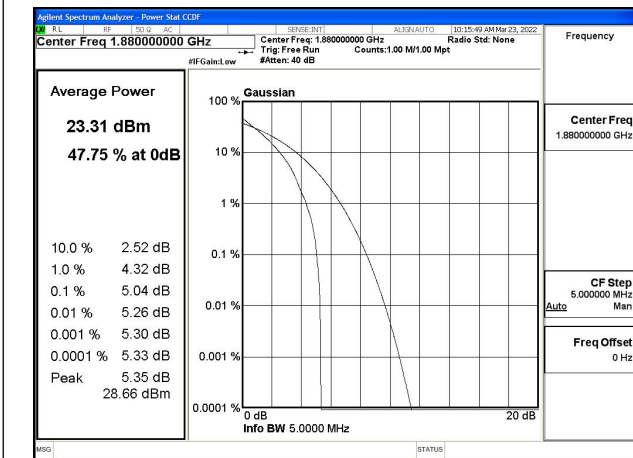 Agilent Spectrum Analyzer - Power Stat CCDF
RL RF 50 Ω AC SENSE:INT ALIGNAUTO 10:15:49 AM Mar 23, 2022
Center Freq 1.880000000 GHz
Center Freq: 1.880000000 GHz Radio Std: None
Trig: Free Run Counts:1.00 M/1.00 Mpt
#IFGain:Low #Atten: 40 dB
Frequency
Average Power
23.31 dBm
47.75 % at 0dB
10.0 % 2.52 dB
1.0 % 4.32 dB
0.1 % 5.04 dB
0.01 % 5.26 dB
0.001 % 5.30 dB
0.0001 % 5.33 dB
Peak 5.35 dB
28.66 dBm
Gaussian
100 %
10 %
1 %
0.1 %
0.01 %
0.001 %
0.0001 %
0 dB 20 dB
Info BW 5.0000 MHz
Center Freq
1.880000000 GHz
CF Step
5.000000 MHz
Auto Man
Freq Offset
0 Hz
MSG STATUS